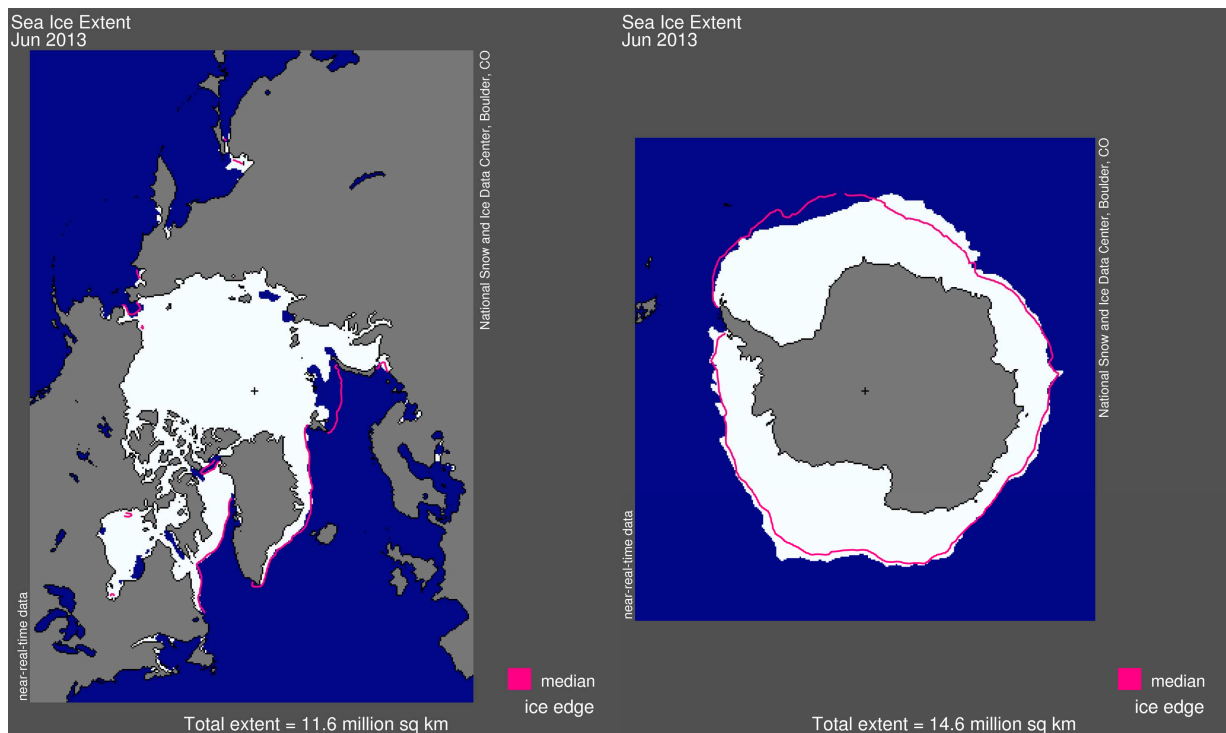 Sea Ice Extent
Jun 2013
National Snow and Ice Data Center, Boulder, CO
near-real-time data
median
ice edge
Total extent = 11.6 million sq km
Sea Ice Extent
Jun 2013
National Snow and Ice Data Center, Boulder, CO
near-real-time data
median
ice edge
Total extent = 14.6 million sq km